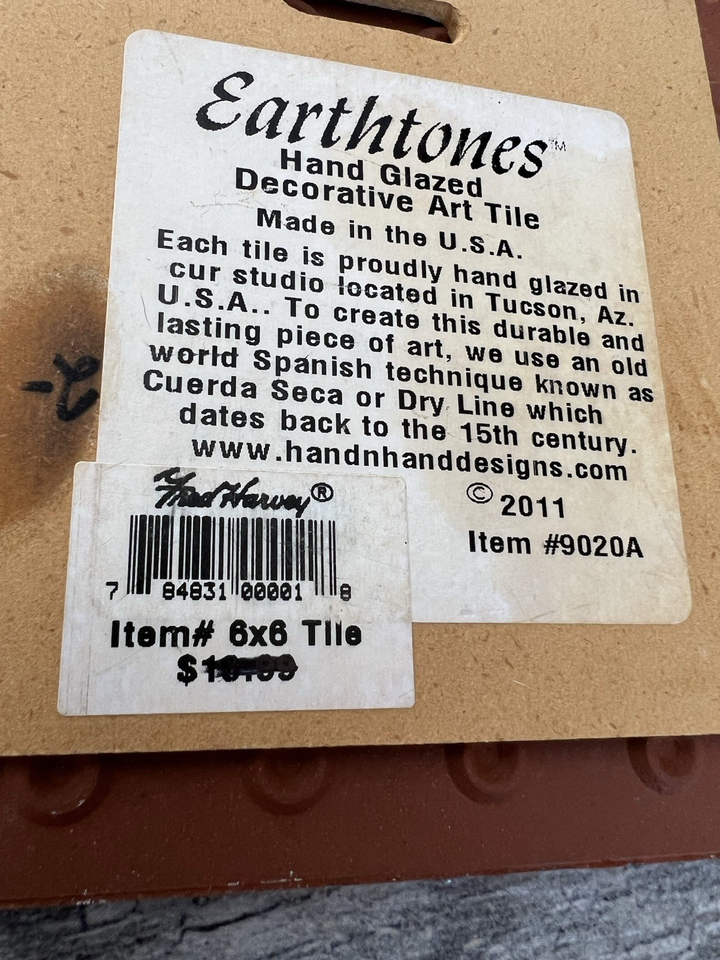 Earthtones™
Hand Glazed
Decorative Art Tile
Made in the U.S.A.
Each tile is proudly hand glazed in
our studio located in Tucson, Az.
U.S.A.. To create this durable and
lasting piece of art, we use an old
world Spanish technique known as
Cuerda Seca or Dry Line which
dates back to the 15th century.
www.handnhanddesigns.com
© 2011
Item #9020A
Fred Harvey®
7 84831 00001 8
Item# 6x6 Tile
$